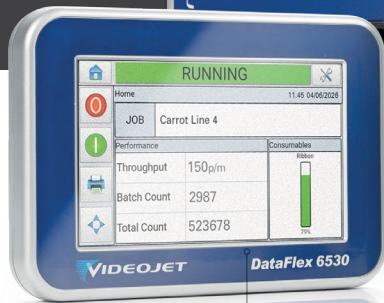 RUNNING
Home 11.45 04/06/2026
JOB Carrot Line 4
Performance Consumables
Ribbon
Throughput 150p/m
Batch Count 2987
Total Count 523678
79%
VIDEOJET DataFlex 6530